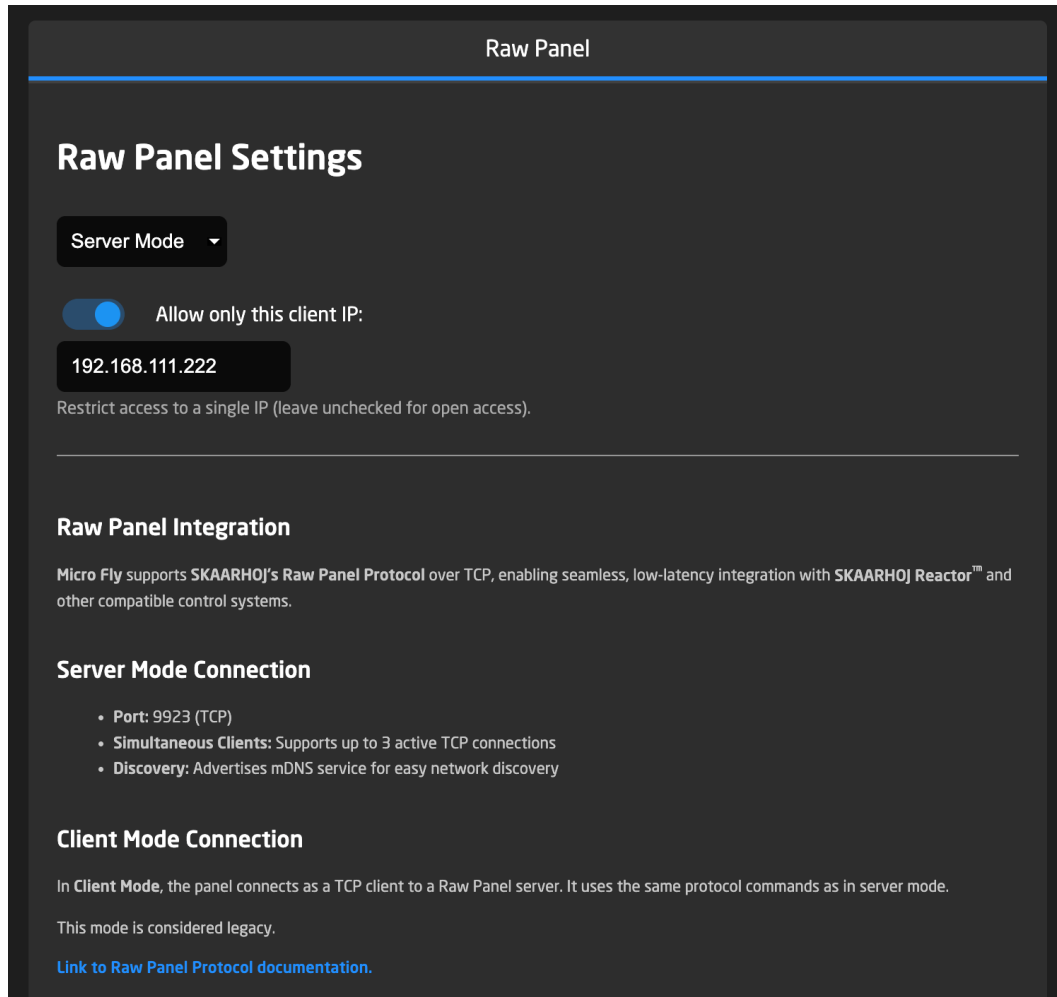 Raw Panel
Raw Panel Settings
Server Mode
Allow only this client IP:
192.168.111.222
Restrict access to a single IP (leave unchecked for open access).
Raw Panel Integration
Micro Fly supports SKAARHOJ's Raw Panel Protocol over TCP, enabling seamless, low-latency integration with SKAARHOJ Reactor™ and
other compatible control systems.
Server Mode Connection
• Port: 9923 (TCP)
• Simultaneous Clients: Supports up to 3 active TCP connections
• Discovery: Advertises mDNS service for easy network discovery
Client Mode Connection
In Client Mode, the panel connects as a TCP client to a Raw Panel server. It uses the same protocol commands as in server mode.
This mode is considered legacy.
Link to Raw Panel Protocol documentation.